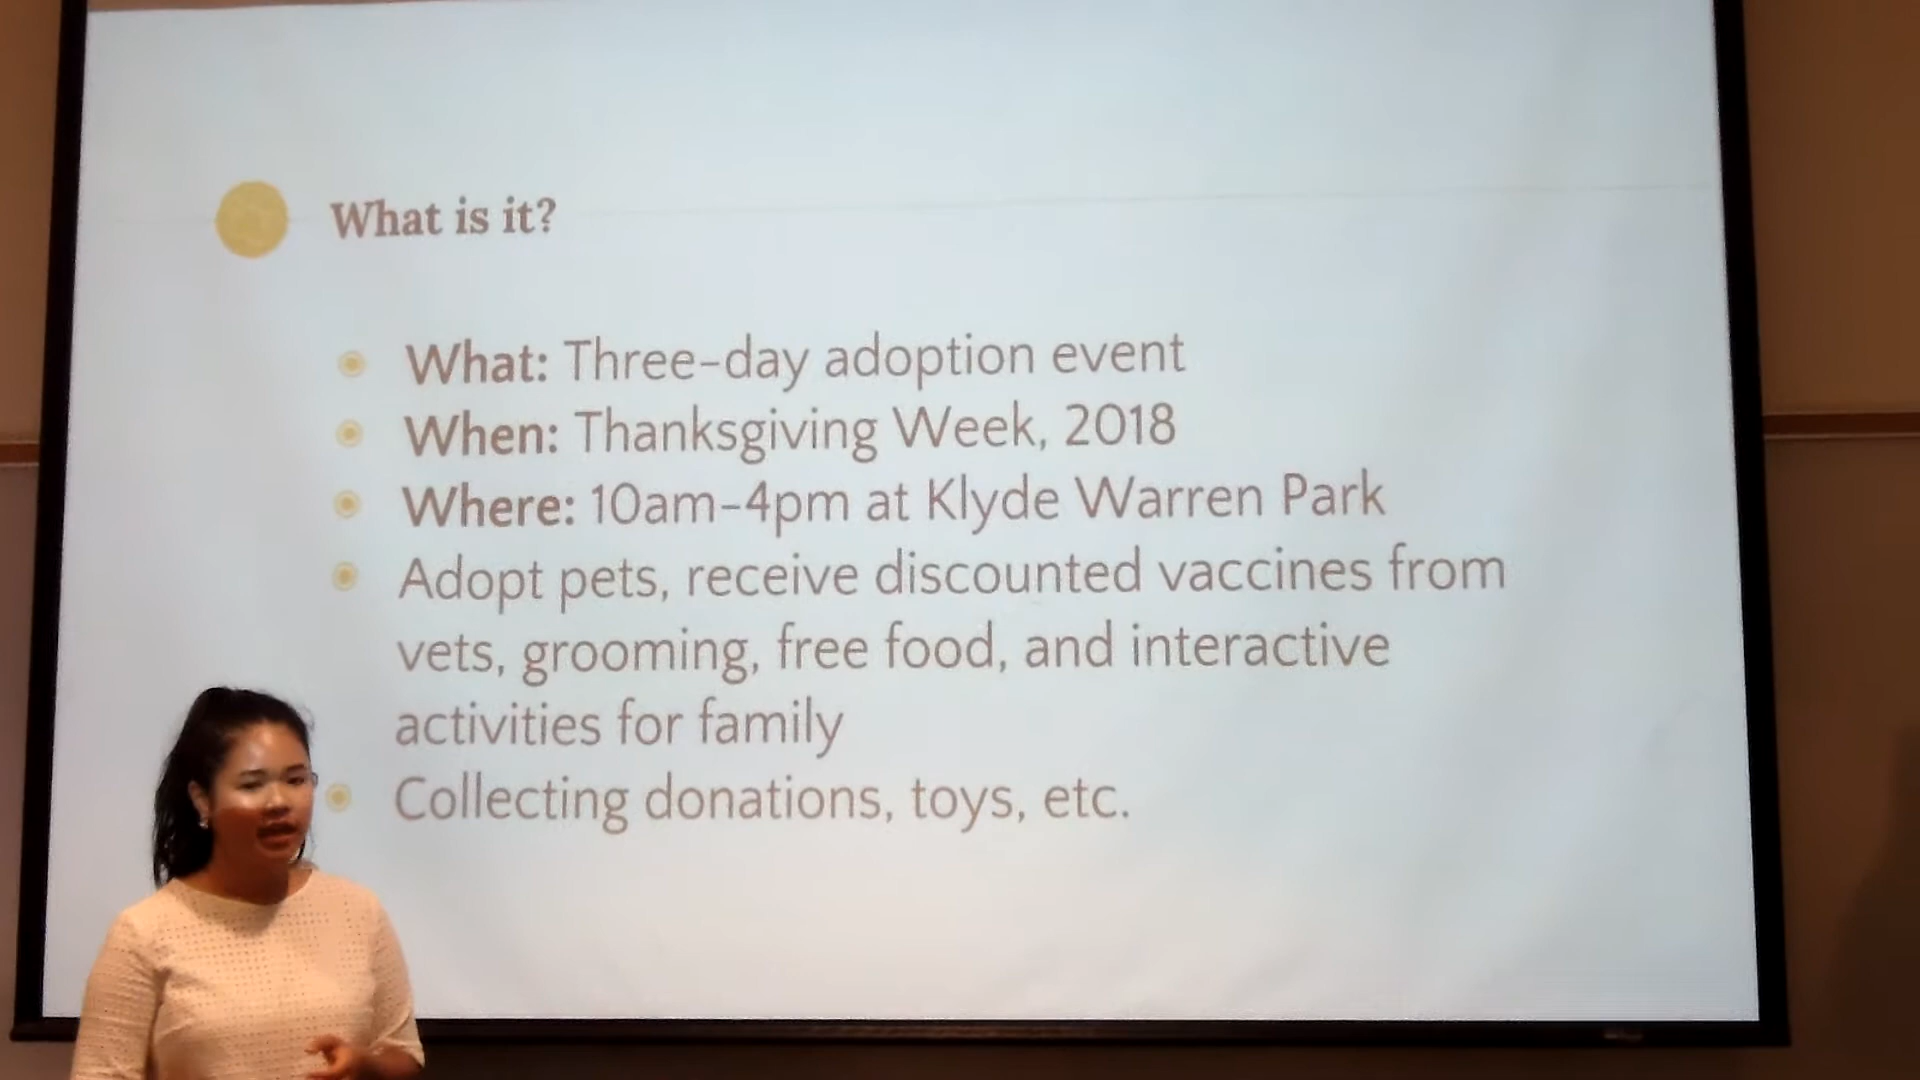 What is it?
What: Three-day adoption event
When: Thanksgiving Week, 2018
Where: 10am-4pm at Klyde Warren Park
Adopt pets, receive discounted vaccines from
vets, grooming, free food, and interactive
activities for family
Collecting donations, toys, etc.